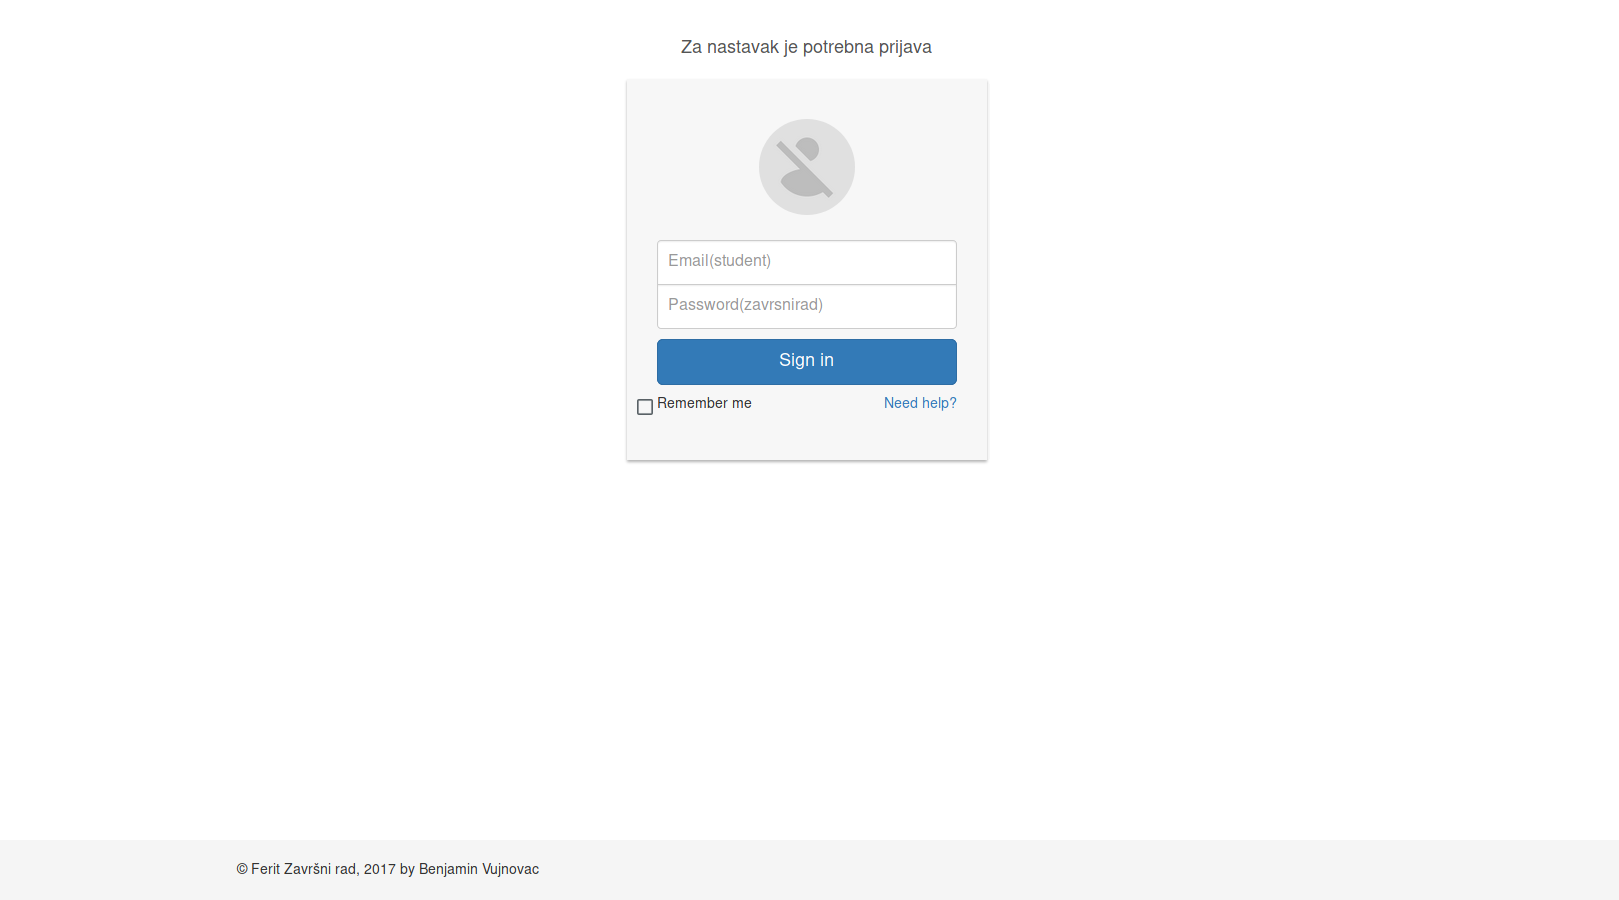 Za nastavak je potrebna prijava
Email(student)
Password(zavrsnirad)
Sign in
Remember me
Need help?
© Ferit Završni rad, 2017 by Benjamin Vujnovac